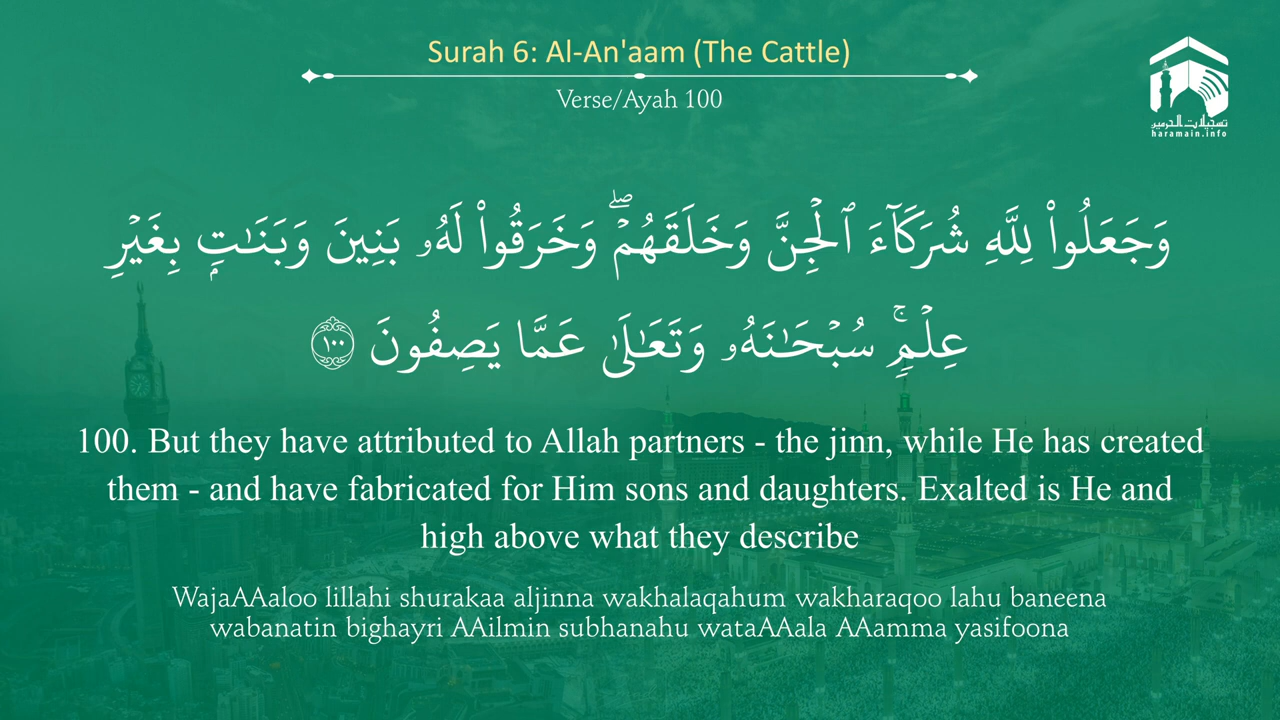 Surah 6: Al-An'aam (The Cattle)
Verse/Ayah 100
تسجيلات الحرمين
haramain.info
وَجَعَلُوا۟ لِلَّهِ شُرَكَآءَ ٱلْجِنَّ وَخَلَقَهُمْ ۖ وَخَرَقُوا۟ لَهُۥ بَنِينَ وَبَنَـٰتٍۭ بِغَيْرِ
عِلْمٍ ۚ سُبْحَـٰنَهُۥ وَتَعَـٰلَىٰ عَمَّا يَصِفُونَ ١٠٠
100. But they have attributed to Allah partners - the jinn, while He has created
them - and have fabricated for Him sons and daughters. Exalted is He and
high above what they describe
WajaAAaloo lillahi shurakaa aljinna wakhalaqahum wakharaqoo lahu baneena
wabanatin bighayri AAilmin subhanahu wataAAala AAamma yasifoona